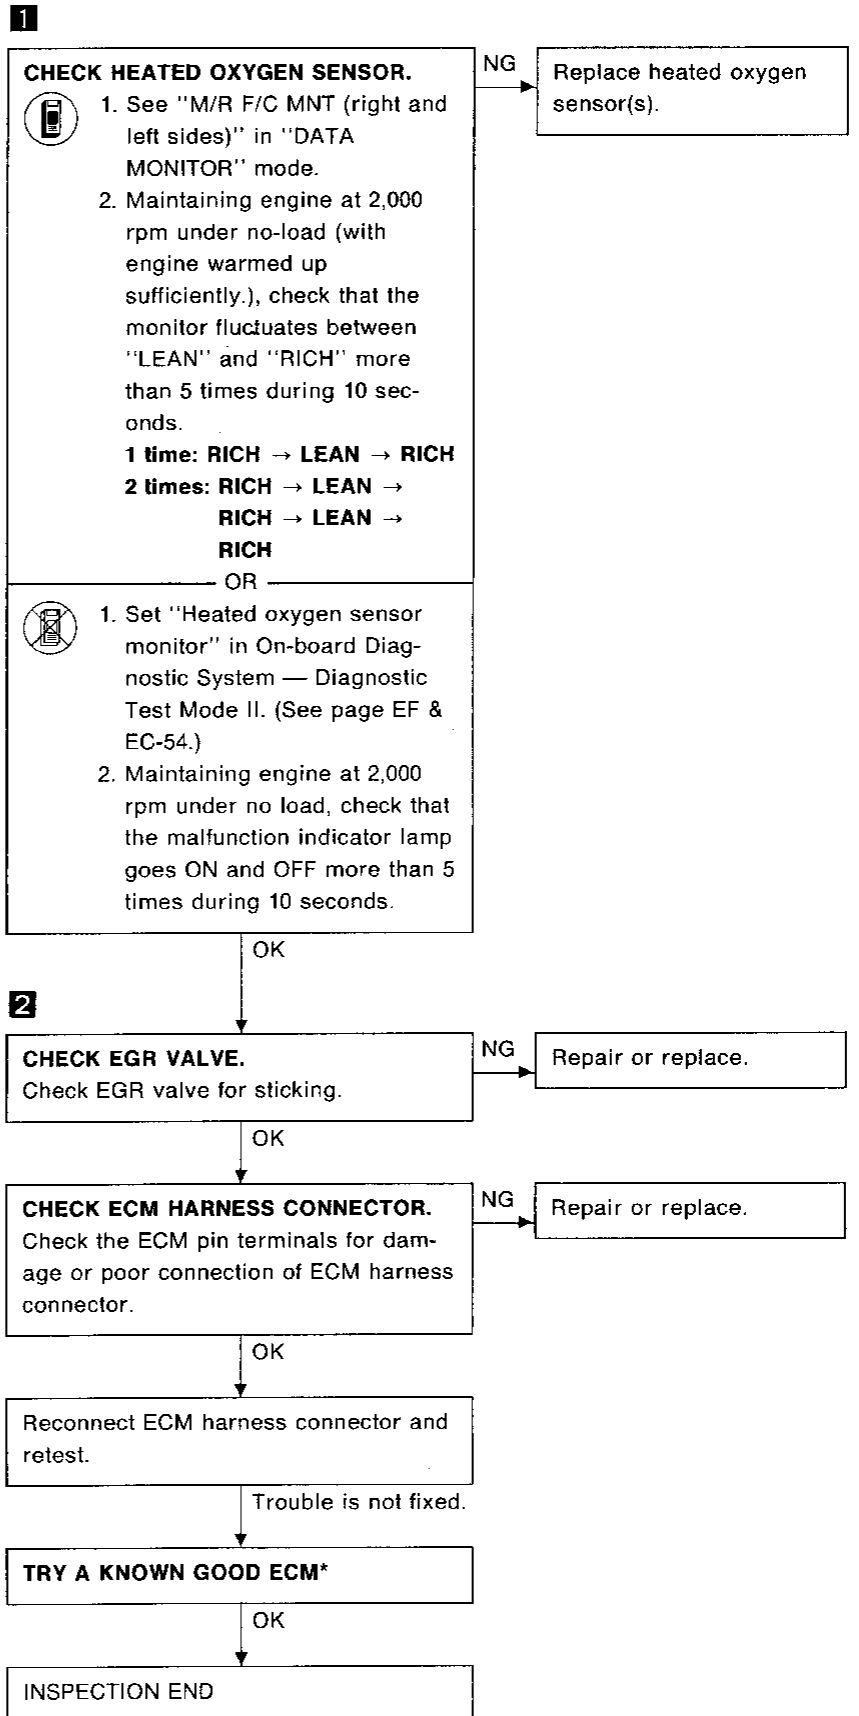 1
CHECK HEATED OXYGEN SENSOR.
1. See "M/R F/C MNT (right and
left sides)" in "DATA
MONITOR" mode.
2. Maintaining engine at 2,000
rpm under no-load (with
engine warmed up
sufficiently.), check that the
monitor fluctuates between
"LEAN" and "RICH" more
than 5 times during 10 sec-
onds.
1 time: RICH → LEAN → RICH
2 times: RICH → LEAN →
RICH → LEAN →
RICH
NG
Replace heated oxygen
sensor(s).
OR
1. Set "Heated oxygen sensor
monitor" in On-board Diag-
nostic System — Diagnostic
Test Mode II. (See page EF &
EC-54.)
2. Maintaining engine at 2,000
rpm under no load, check that
the malfunction indicator lamp
goes ON and OFF more than 5
times during 10 seconds.
OK
2
CHECK EGR VALVE.
Check EGR valve for sticking.
NG
Repair or replace.
OK
CHECK ECM HARNESS CONNECTOR.
Check the ECM pin terminals for dam-
age or poor connection of ECM harness
connector.
NG
Repair or replace.
OK
Reconnect ECM harness connector and
retest.
Trouble is not fixed.
TRY A KNOWN GOOD ECM*
OK
INSPECTION END